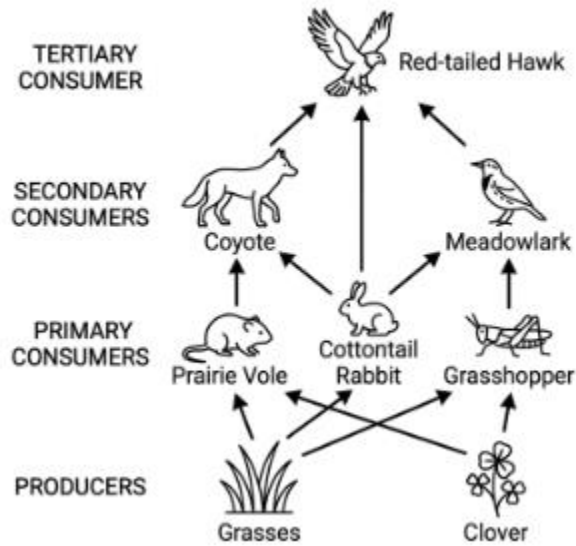 TERTIARY
CONSUMER
Red-tailed Hawk
SECONDARY
CONSUMERS
Coyote
Meadowlark
PRIMARY
CONSUMERS
Prairie Vole
Cottontail
Rabbit
Grasshopper
PRODUCERS
Grasses
Clover